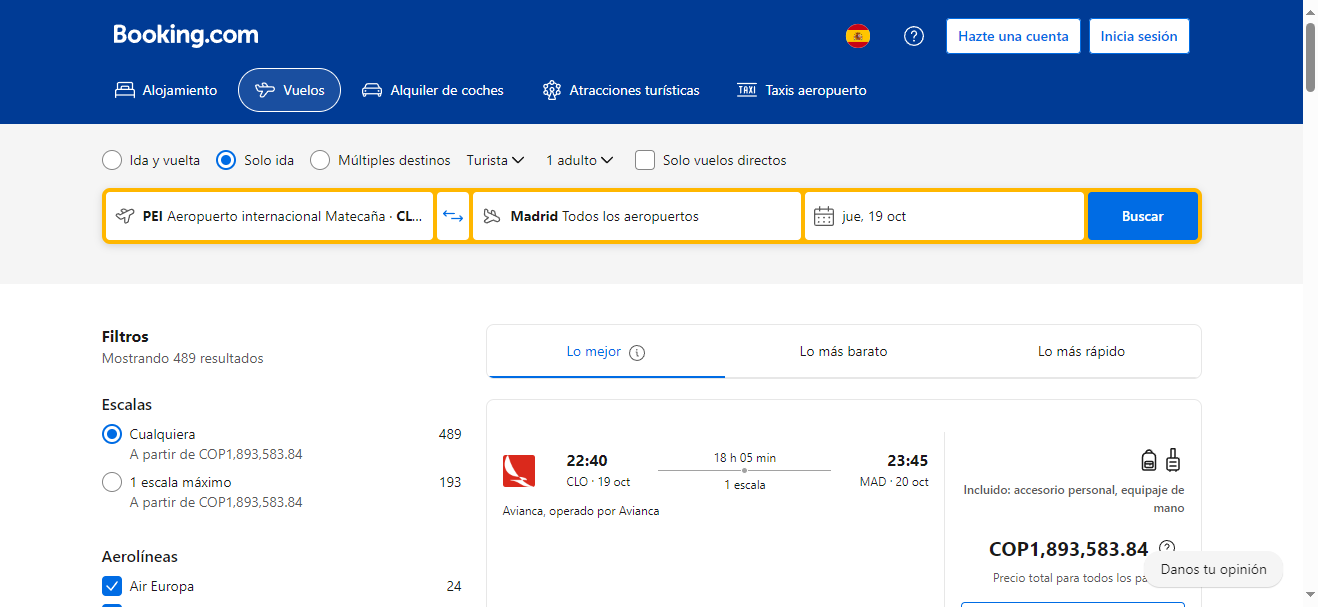 Booking.com
Hazte una cuenta
Inicia sesión
Alojamiento
Vuelos
Alquiler de coches
Atracciones turísticas
TAXI Taxis aeropuerto
Ida y vuelta
Solo ida
Múltiples destinos
Turista
1 adulto
Solo vuelos directos
PEI Aeropuerto internacional Matecaña · CL...
Madrid Todos los aeropuertos
jue, 19 oct
Buscar
Filtros
Mostrando 489 resultados
Escalas
Cualquiera 489
A partir de COP1,893,583.84
1 escala máximo 193
A partir de COP1,893,583.84
Aerolíneas
Air Europa 24
Lo mejor
Lo más barato
Lo más rápido
22:40
CLO · 19 oct
18 h 05 min
1 escala
23:45
MAD · 20 oct
Avianca, operado por Avianca
Incluido: accesorio personal, equipaje de
mano
COP1,893,583.84
Precio total para todos los
Danos tu opinión